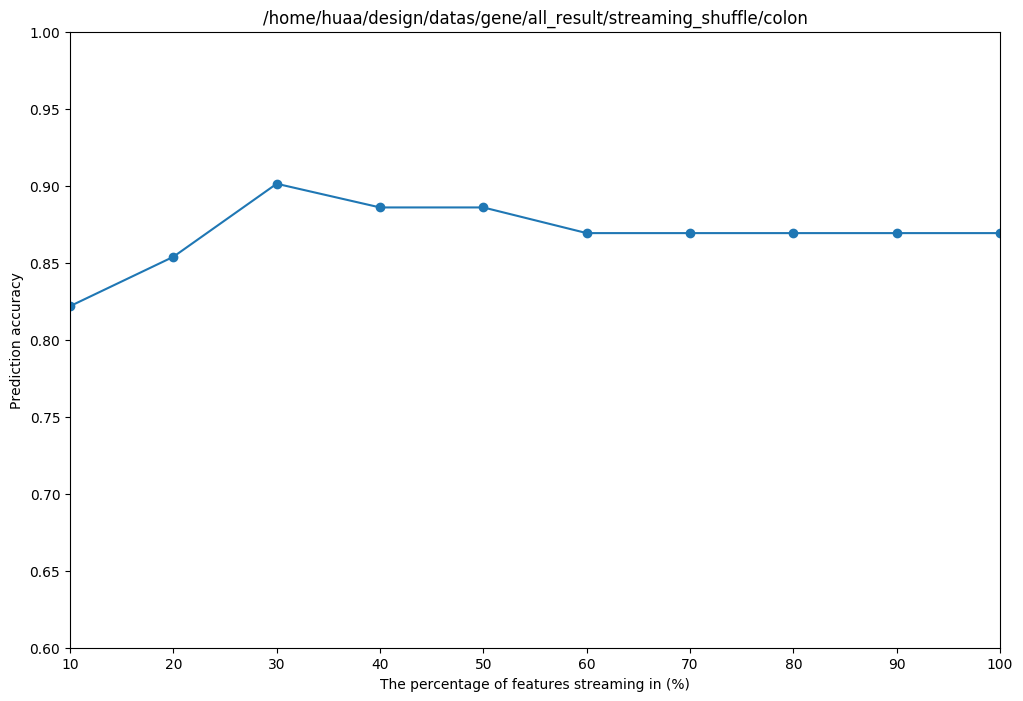 /home/huaa/design/datas/gene/all_result/streaming_shuffle/colon
1.00
0.95
0.90
0.85
0.80
0.75
0.70
0.65
0.60
Prediction accuracy
10 20 30 40 50 60 70 80 90 100
The percentage of features streaming in (%)